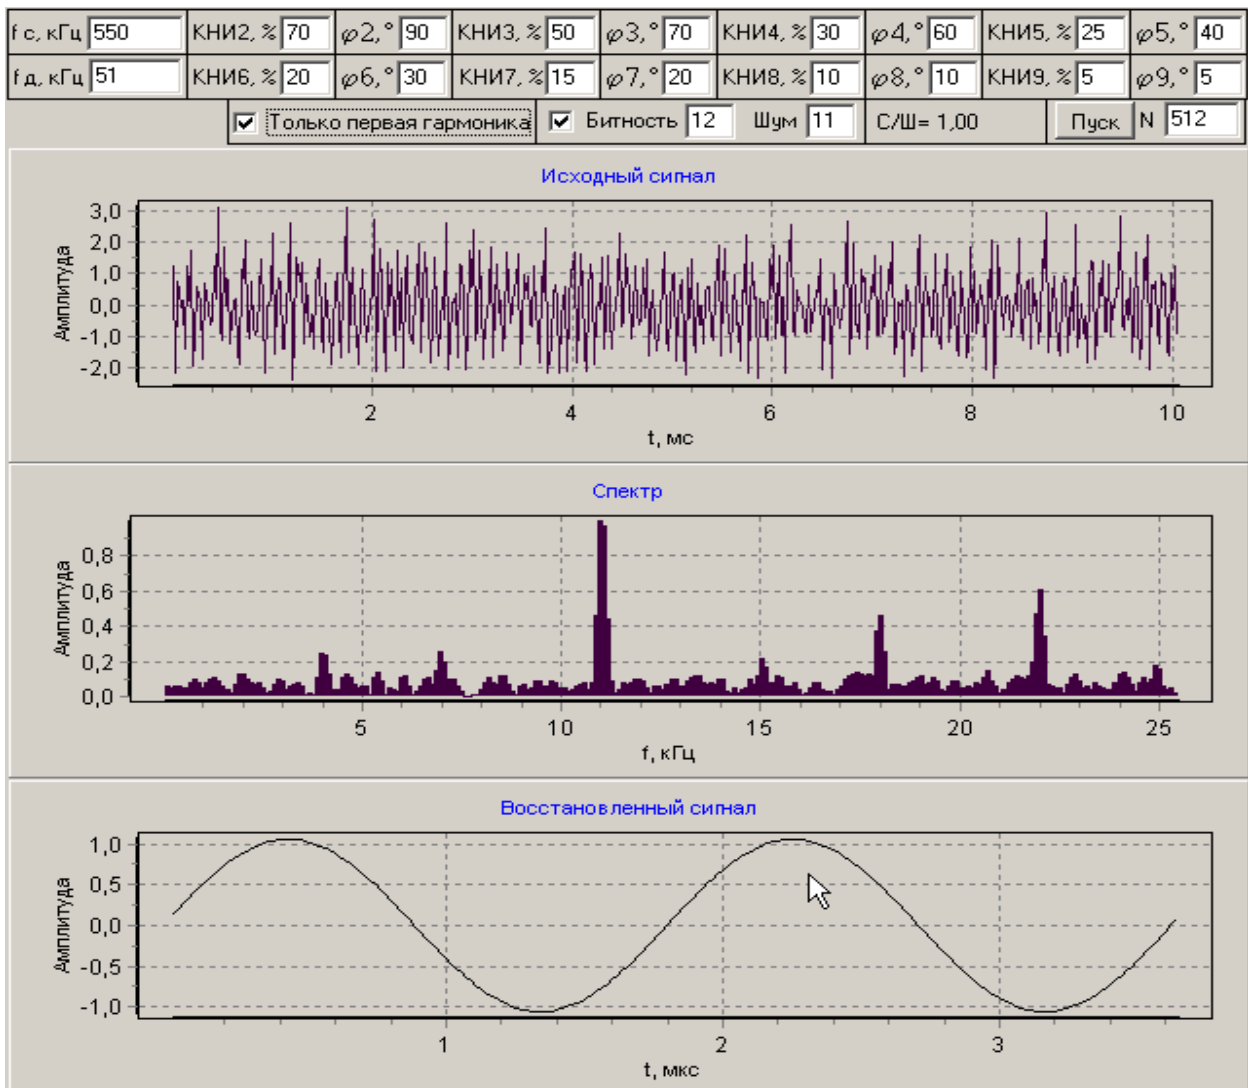 f с, кГц 550 КНИ2, % 70 φ2, ° 90 КНИ3, % 50 φ3, ° 70 КНИ4, % 30 φ4, ° 60 КНИ5, % 25 φ5, ° 40
f д, кГц 51 КНИ6, % 20 φ6, ° 30 КНИ7, % 15 φ7, ° 20 КНИ8, % 10 φ8, ° 10 КНИ9, % 5 φ9, ° 5
Только первая гармоника Битность 12 Шум 11 С/Ш= 1,00 Пуск N 512
Исходный сигнал
Амплитуда
3,0
2,0
1,0
0,0
-1,0
-2,0
2 4 6 8 10
t, мс
Спектр
Амплитуда
0,8
0,6
0,4
0,2
0,0
5 10 15 20 25
f, кГц
Восстановленный сигнал
Амплитуда
1,0
0,5
0,0
-0,5
-1,0
1 2 3
t, мкс